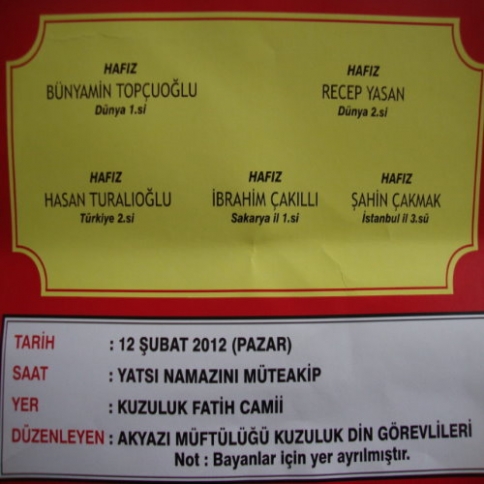 HAFIZ HAFIZ
BÜNYAMİN TOPÇUOĞLU RECEP YASAN
Dünya 1.si Dünya 2.si
HAFIZ HAFIZ HAFIZ
HASAN TURALIOĞLU İBRAHİM ÇAKILLI ŞAHİN ÇAKMAK
Türkiye 2.si Sakarya il 1.si İstanbul il 3.sü
TARİH : 12 ŞUBAT 2012 (PAZAR)
SAAT : YATSI NAMAZINI MÜTEAKİP
YER : KUZULUK FATİH CAMİİ
DÜZENLEYEN : AKYAZI MÜFTÜLÜĞÜ KUZULUK DİN GÖREVLİLERİ
Not : Bayanlar için yer ayrılmıştır.